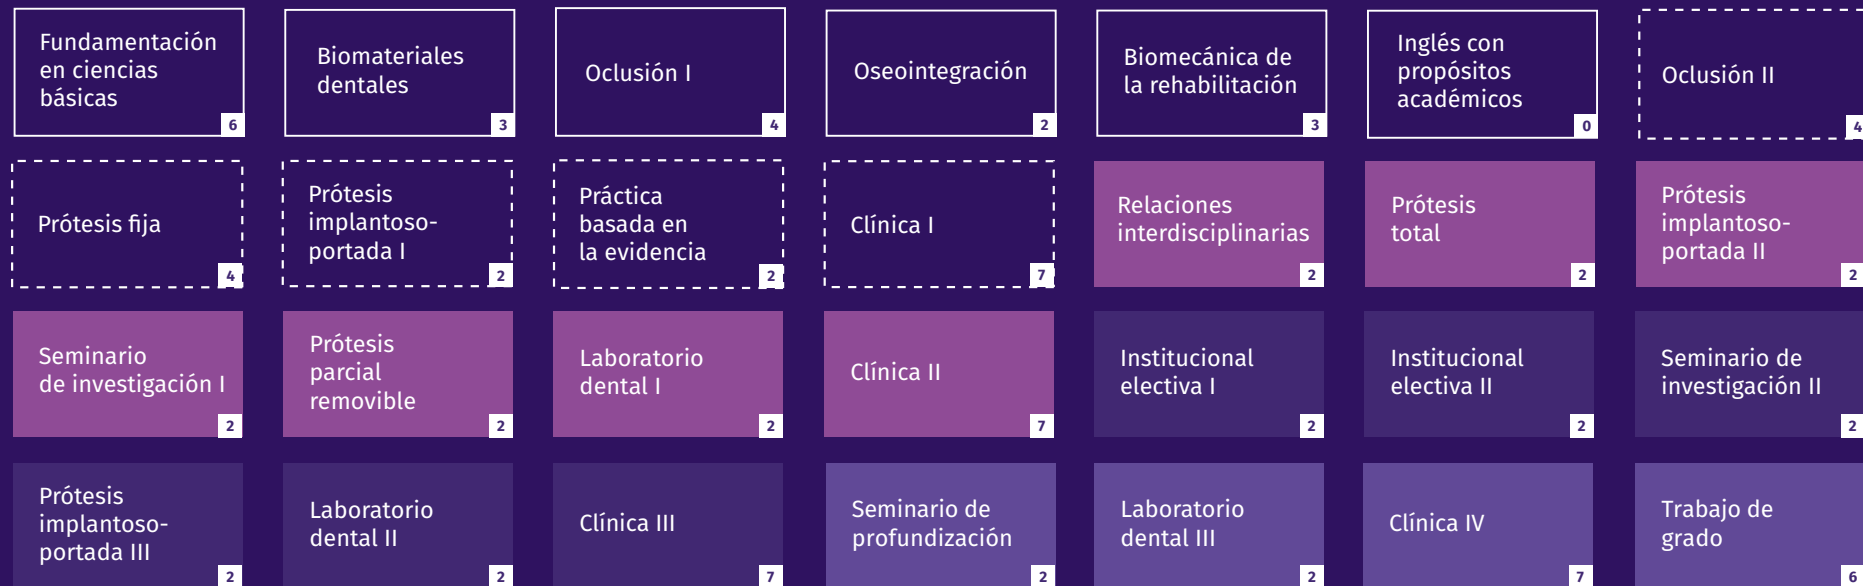 Fundamentación
en ciencias
básicas
6
Biomateriales
dentales
3
Oclusión I
4
Oseointegración
2
Biomecánica de
la rehabilitación
3
Inglés con
propósitos
académicos
0
Oclusión II
4
Prótesis fija
4
Prótesis
implantoso-
portada I
2
Práctica
basada en
la evidencia
2
Clínica I
7
Relaciones
interdisciplinarias
2
Prótesis
total
2
Prótesis
implantoso-
portada II
2
Seminario
de investigación I
2
Prótesis
parcial
removible
2
Laboratorio
dental I
2
Clínica II
7
Institucional
electiva I
2
Institucional
electiva II
2
Seminario de
investigación II
2
Prótesis
implantoso-
portada III
2
Laboratorio
dental II
2
Clínica III
7
Seminario de
profundización
2
Laboratorio
dental III
2
Clínica IV
7
Trabajo de
grado
6